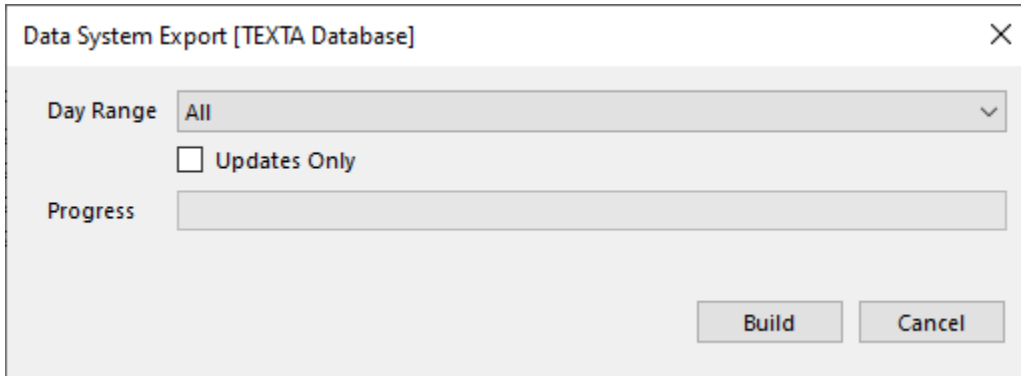 Data System Export [TEXTA Database]
Day Range All
Updates Only
Progress
Build Cancel